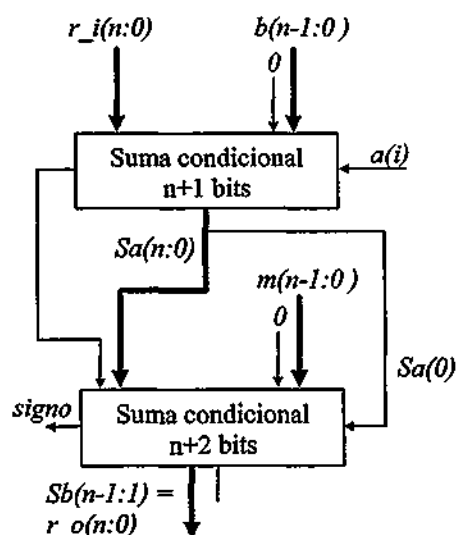 r_i(n:0)
b(n-1:0)
0
Suma condicional
n+1 bits
a(i)
Sa(n:0)
m(n-1:0)
0
Sa(0)
signo
Suma condicional
n+2 bits
Sb(n-1:1) =
r_o(n:0)